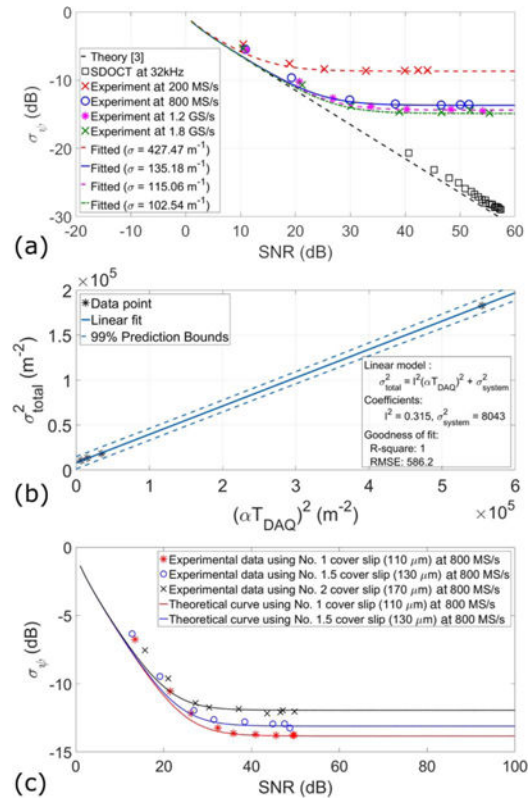 0
-10
-20
-30
σψ (dB)
Theory [3]
SDOCT at 32kHz
Experiment at 200 MS/s
Experiment at 800 MS/s
Experiment at 1.2 GS/s
Experiment at 1.8 GS/s
Fitted (σ = 427.47 m⁻¹)
Fitted (σ = 135.18 m⁻¹)
Fitted (σ = 115.06 m⁻¹)
Fitted (σ = 102.54 m⁻¹)
-20 -10 0 10 20 30 40 50 60
(a) SNR (dB)
× 10⁵
2
1.5
1
0.5
0
σ²total (m⁻²)
Data point
Linear fit
99% Prediction Bounds
Linear model :
σ²total = l²(αTDAQ)² + σ²system
Coefficients:
l² = 0.315, σ²system = 8043
Goodness of fit:
R-square: 1
RMSE: 586.2
0 1 2 3 4 5 6
(b) (αTDAQ)² (m⁻²) × 10⁵
0
-5
-10
-15
σψ (dB)
Experimental data using No. 1 cover slip (110 μm) at 800 MS/s
Experimental data using No. 1.5 cover slip (130 μm) at 800 MS/s
Experimental data using No. 2 cover slip (170 μm) at 800 MS/s
Theoretical curve using No. 1 cover slip (110 μm) at 800 MS/s
Theoretical curve using No. 1.5 cover slip (130 μm) at 800 MS/s
0 20 40 60 80 100
(c) SNR (dB)